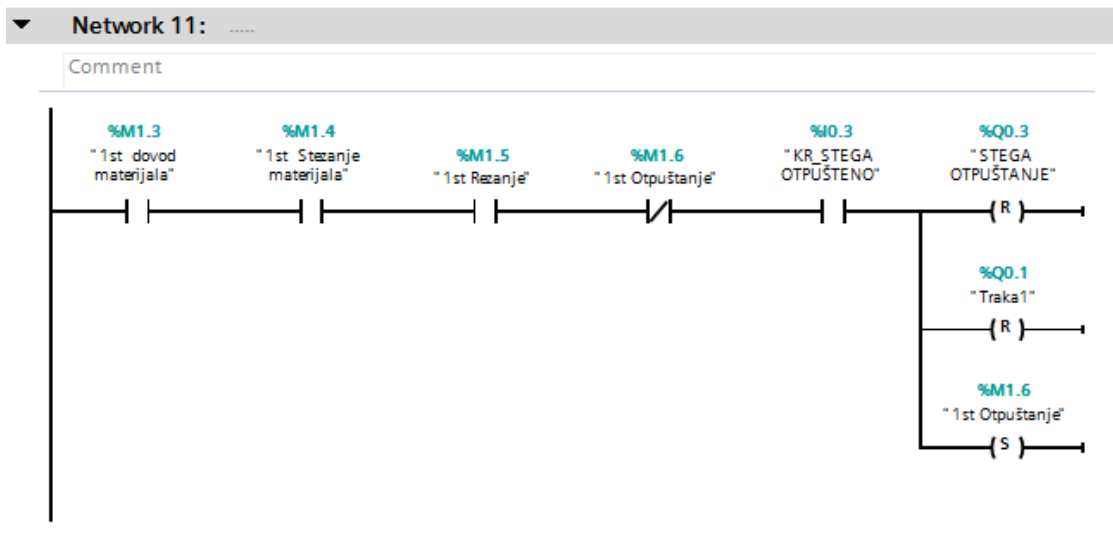 Network 11: .....
Comment
%M1.3
"1st dovod
materijala"
%M1.4
"1st Stezanje
materijala"
%M1.5
"1st Rezanje"
%M1.6
"1st Otpuštanje"
%I0.3
"KR_STEGA
OTPUŠTENO"
%Q0.3
"STEGA
OTPUŠTANJE"
R
%Q0.1
"Traka1"
R
%M1.6
"1st Otpuštanje"
S